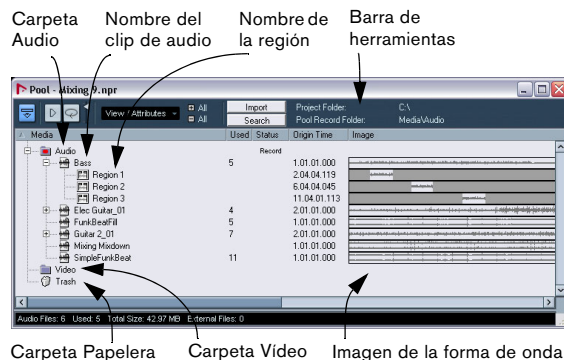 Carpeta Audio
Nombre del clip de audio
Nombre de la región
Barra de herramientas
Pool - Mixing 9.npr
View / Attributes
All
All
Import
Search
Project Folder: C:\
Pool Record Folder: Media\Audio
Media Used Status Origin Time Image
Audio Record
Bass 5 1.01.01.000
Region 1 2.04.04.119
Region 2 6.04.04.045
Region 3 11.04.01.113
Elec Guitar_01 4 2.01.01.000
FunkBeatFill 5 1.01.01.000
Guitar 2_01 7 2.01.01.000
Mixing Mixdown 1.01.01.000
SimpleFunkBeat 11 1.01.01.000
Video
Trash
Audio Files: 6 Used: 5 Total Size: 42.97 MB External Files: 0
Carpeta Papelera
Carpeta Vídeo
Imagen de la forma de onda